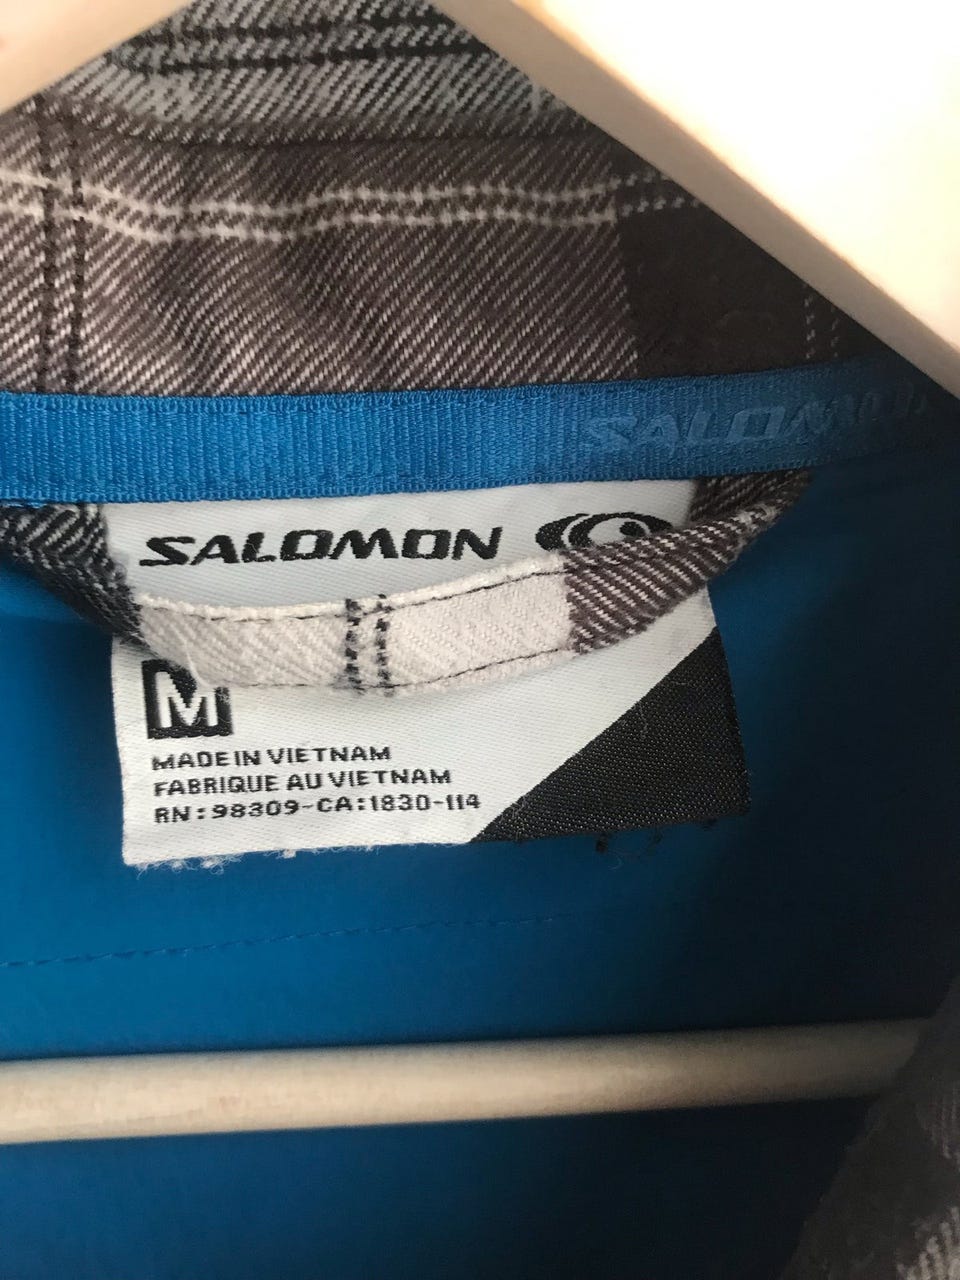 SALOMON
SALOMON
M
MADE IN VIETNAM
FABRIQUE AU VIETNAM
RN:98309-CA:1830-114